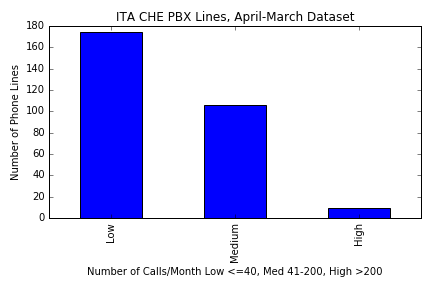 ITA CHE PBX Lines, April-March Dataset
180
160
140
120
100
80
60
40
20
0
Number of Phone Lines
Low
Medium
High
Number of Calls/Month Low <=40, Med 41-200, High >200